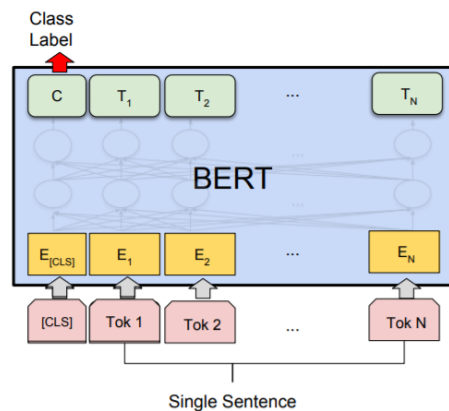 Class
Label
C T1 T2 ... TN
...
BERT
...
E[CLS] E1 E2 ... EN
[CLS] Tok 1 Tok 2 ... Tok N
Single Sentence